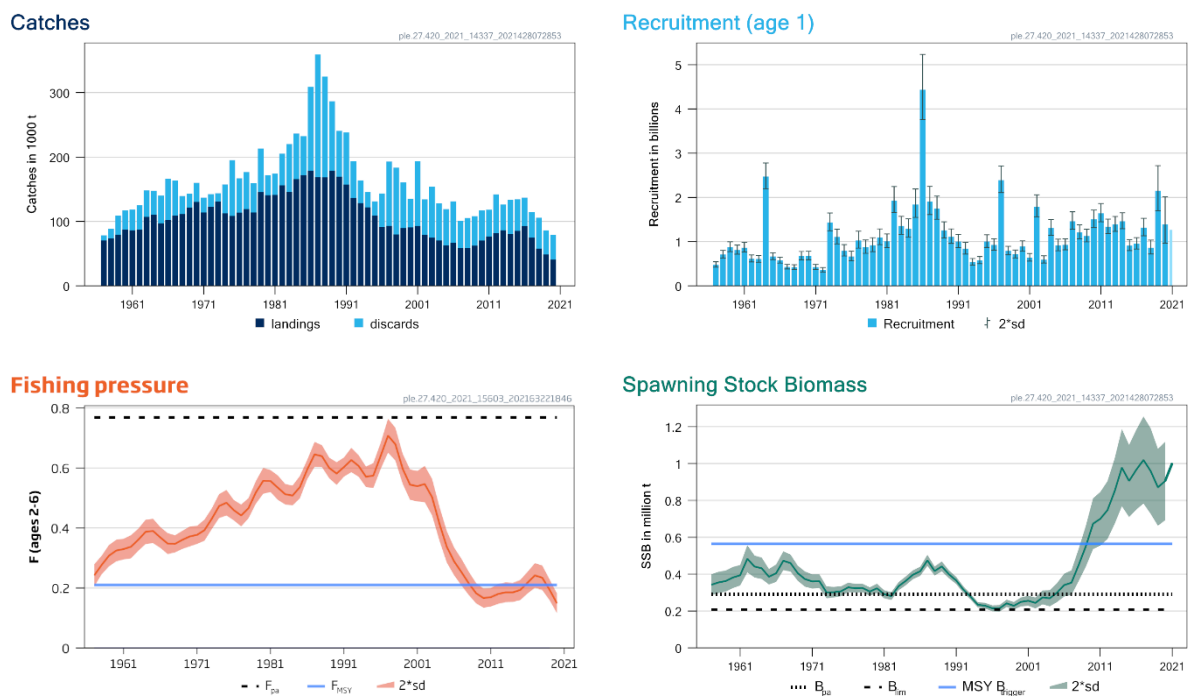 Catches
ple.27.420_2021_14337_2021428072853
Catches in 1000 t
300
200
100
0
1961 1971 1981 1991 2001 2011 2021
landings discards
Recruitment (age 1)
ple.27.420_2021_14337_2021428072853
Recruitment in billions
5
4
3
2
1
0
1961 1971 1981 1991 2001 2011 2021
Recruitment 2*sd
Fishing pressure
ple.27.420_2021_15603_202163221846
F (ages 2-6)
0.8
0.6
0.4
0.2
0
1961 1971 1981 1991 2001 2011 2021
Fpa FMSY 2*sd
Spawning Stock Biomass
ple.27.420_2021_14337_2021428072853
SSB in million t
1.2
1
0.8
0.6
0.4
0.2
0
1961 1971 1981 1991 2001 2011 2021
Bpa Blim MSY Btrigger 2*sd